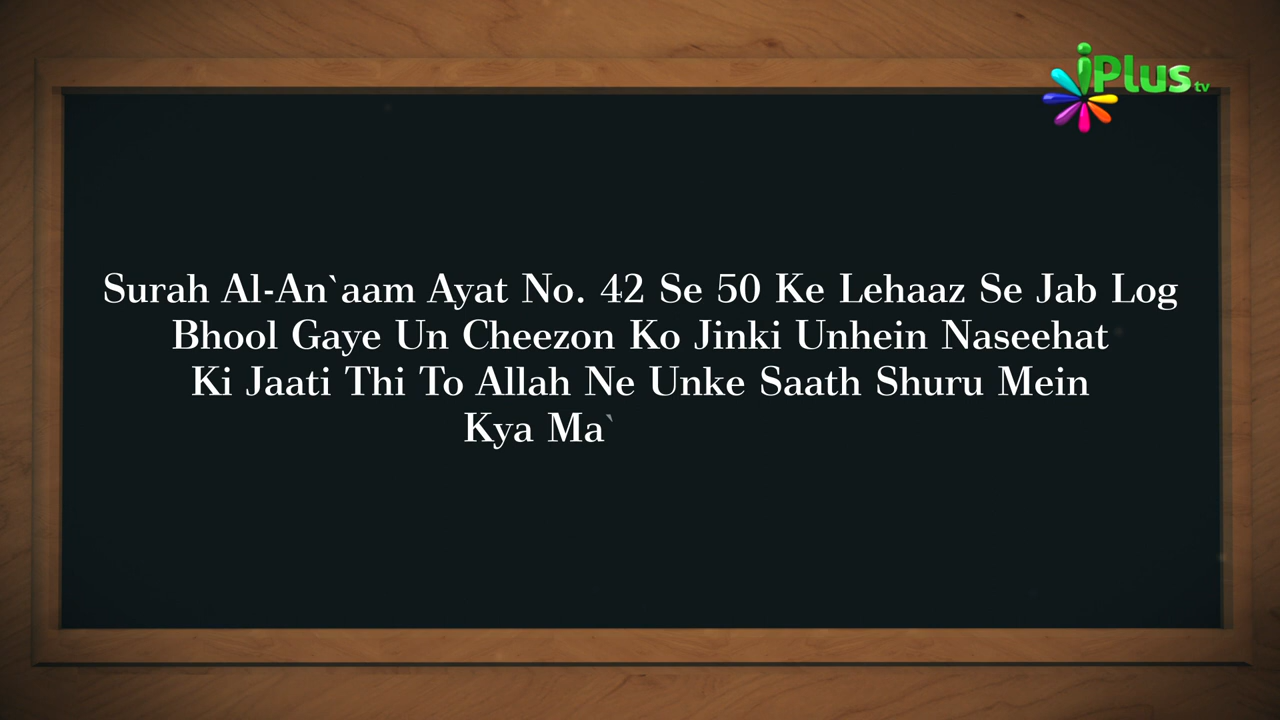 iPlus tv
Surah Al-An`aam Ayat No. 42 Se 50 Ke Lehaaz Se Jab Log
Bhool Gaye Un Cheezon Ko Jinki Unhein Naseehat
Ki Jaati Thi To Allah Ne Unke Saath Shuru Mein
Kya Ma`